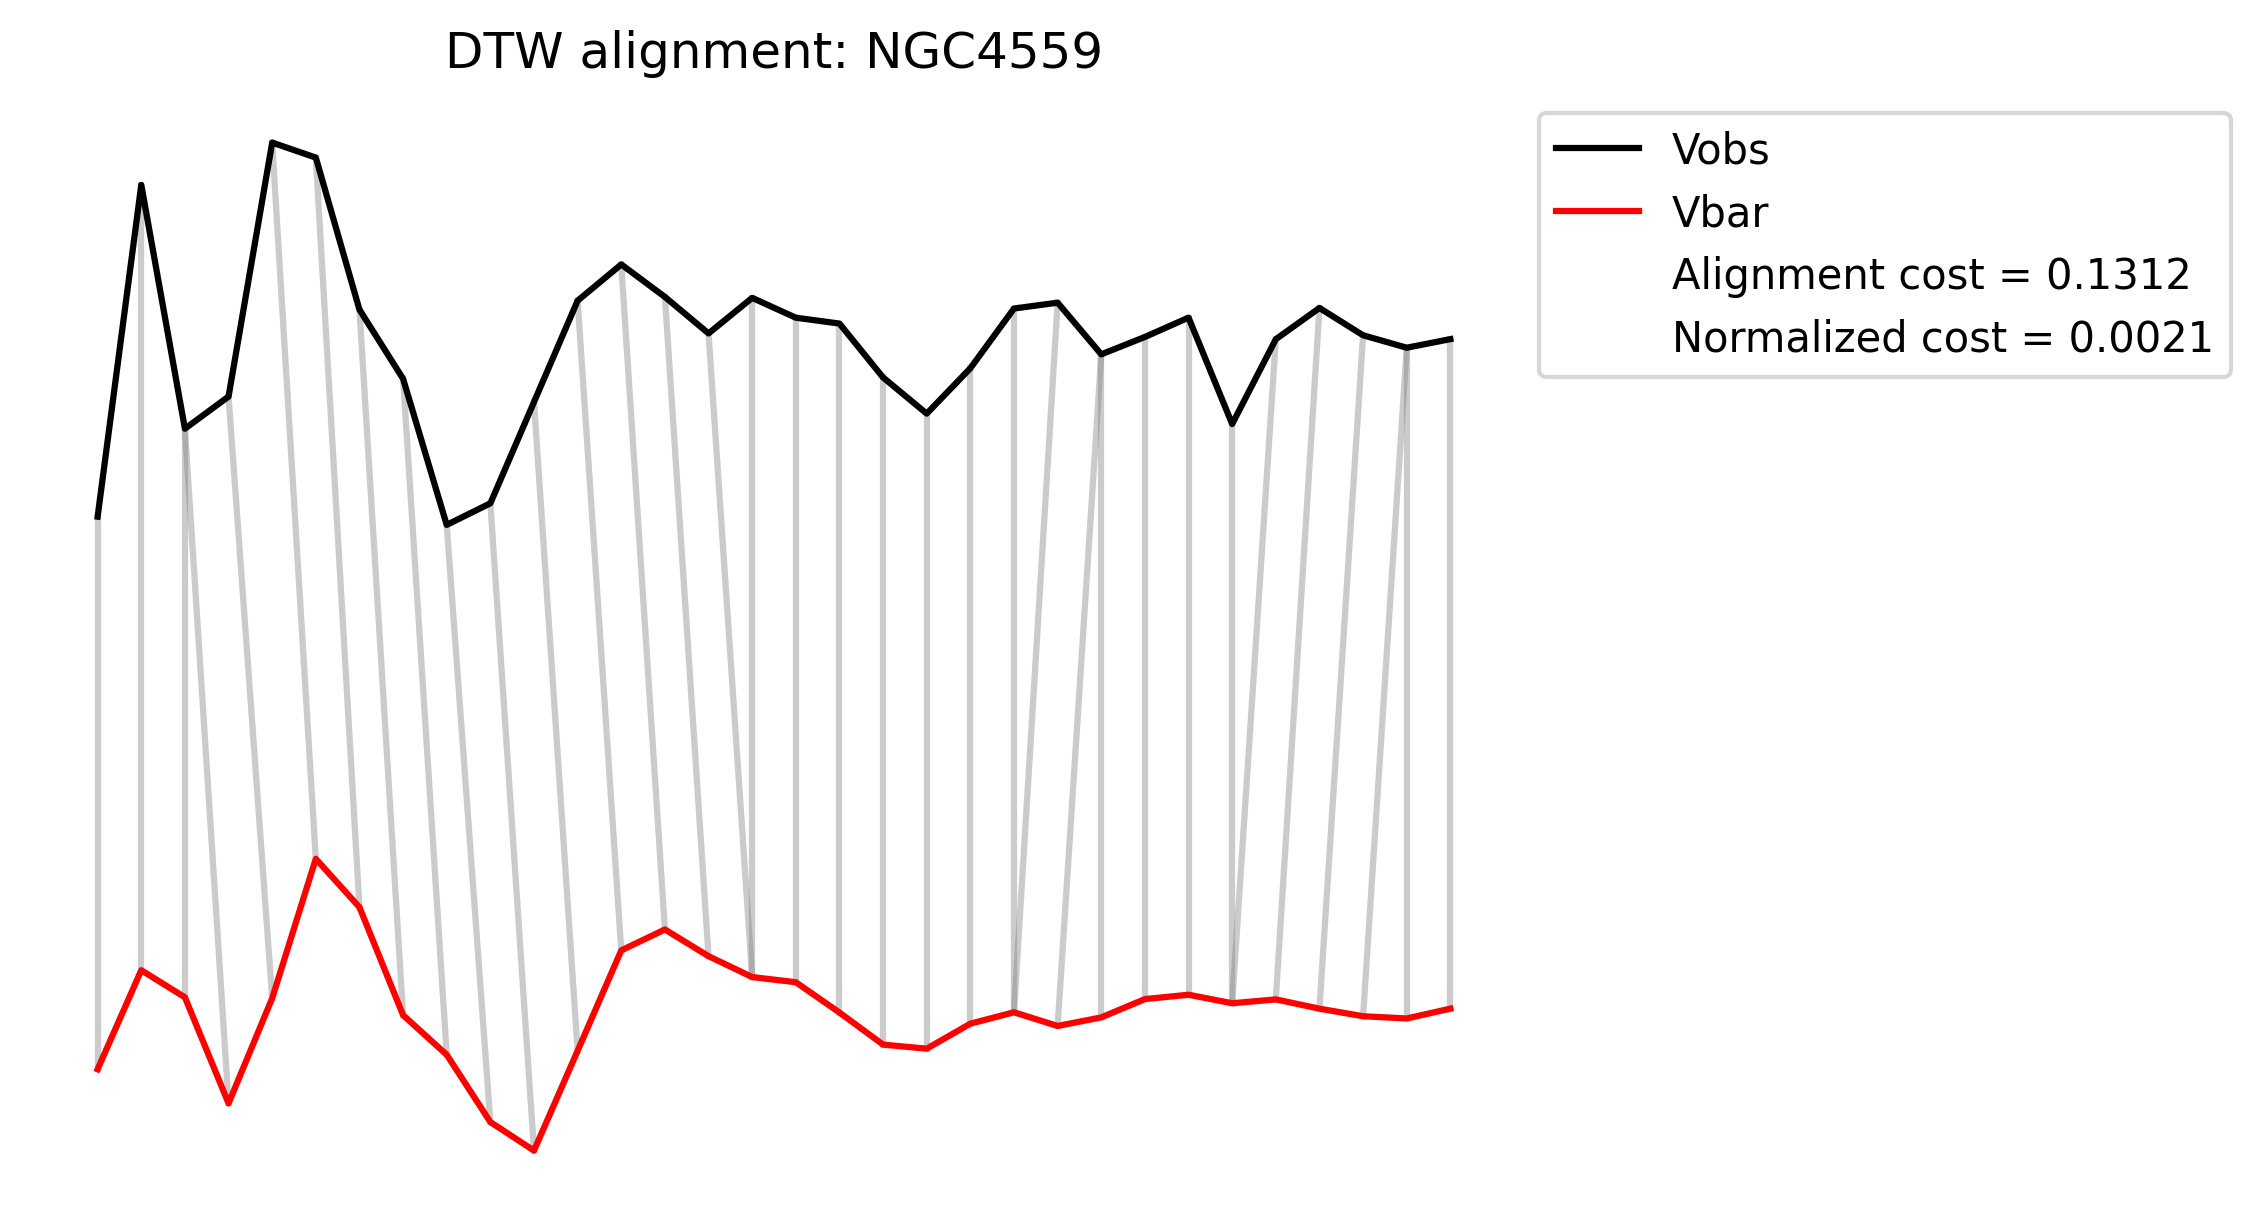 DTW alignment: NGC4559
Vobs
Vbar
Alignment cost = 0.1312
Normalized cost = 0.0021